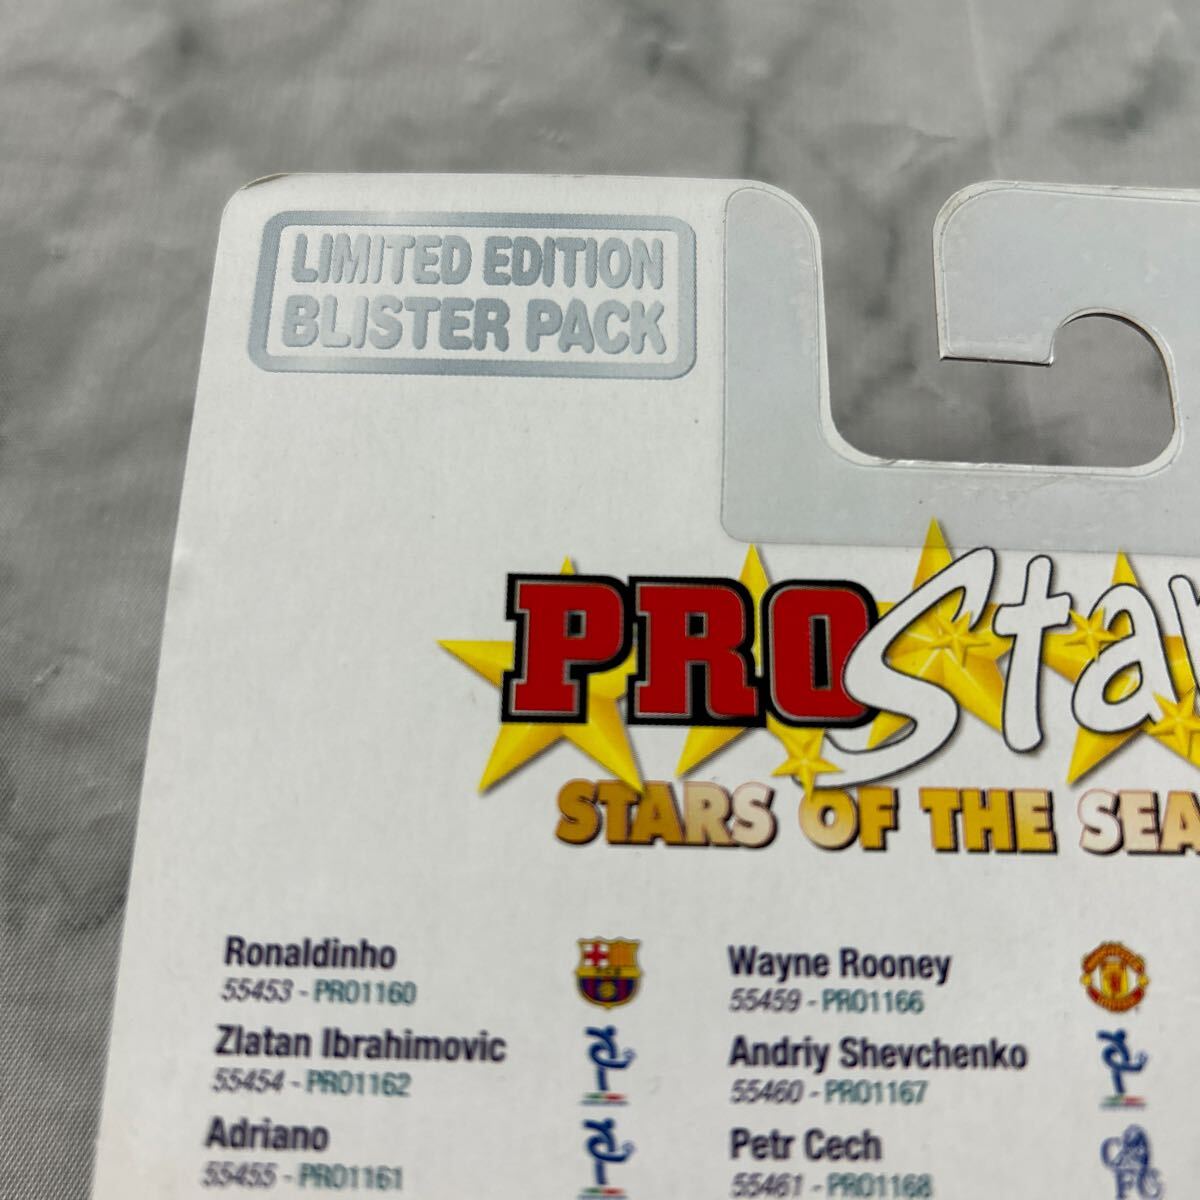 LIMITED EDITION
BLISTER PACK
PROStar
STARS OF THE SEA
Ronaldinho
55453 - PRO1160
Zlatan Ibrahimovic
55454 - PRO1162
Adriano
55455 - PRO1161
Wayne Rooney
55459 - PRO1166
Andriy Shevchenko
55460 - PRO1167
Petr Cech
55461 - PRO1168